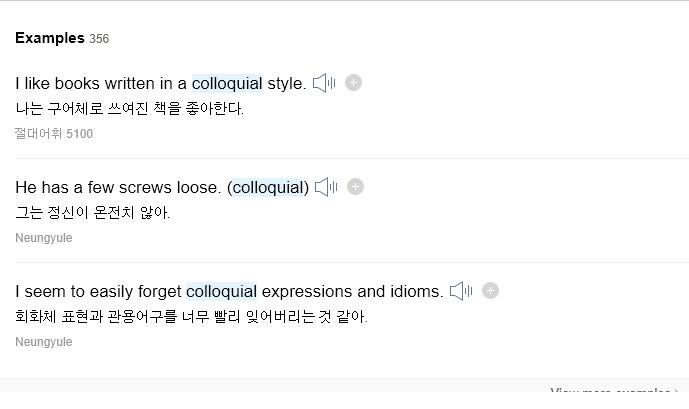 Examples 356
I like books written in a colloquial style.
나는 구어체로 쓰여진 책을 좋아한다.
절대어휘 5100
He has a few screws loose. (colloquial)
그는 정신이 온전치 않아.
Neungyule
I seem to easily forget colloquial expressions and idioms.
회화체 표현과 관용어구를 너무 빨리 잊어버리는 것 같아.
Neungyule
View more examples